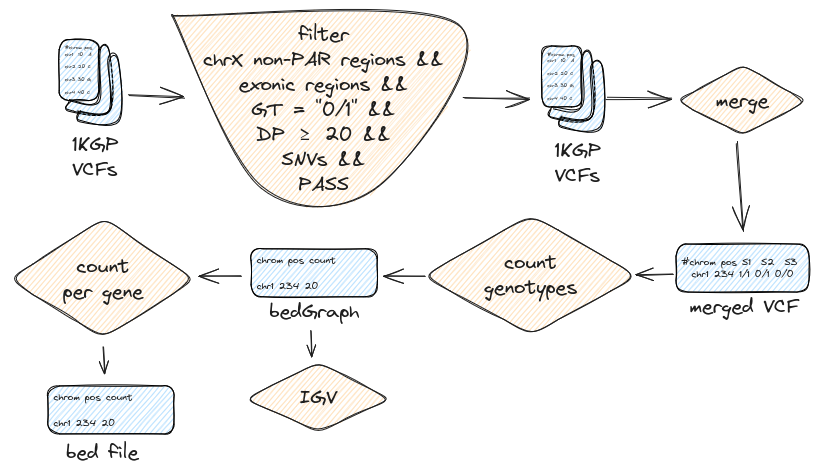 #chrom pos
chr1 10 A
chr2 20 C
chr3 30 G
chr4 40 C
1KGP
VCFs
filter
chrX non-PAR regions &&
exonic regions &&
GT = "0/1" &&
DP ≥ 20 &&
SNVs &&
PASS
#chrom pos
chr1 10 A
chr2 20 C
chr3 30 G
chr4 40 C
1KGP
VCFs
merge
#chrom pos S1 S2 S3
chr1 234 1/1 0/1 0/0
merged VCF
count
genotypes
chrom pos count
chr1 234 20
bedGraph
IGV
count
per gene
chrom pos count
chr1 234 20
bed file